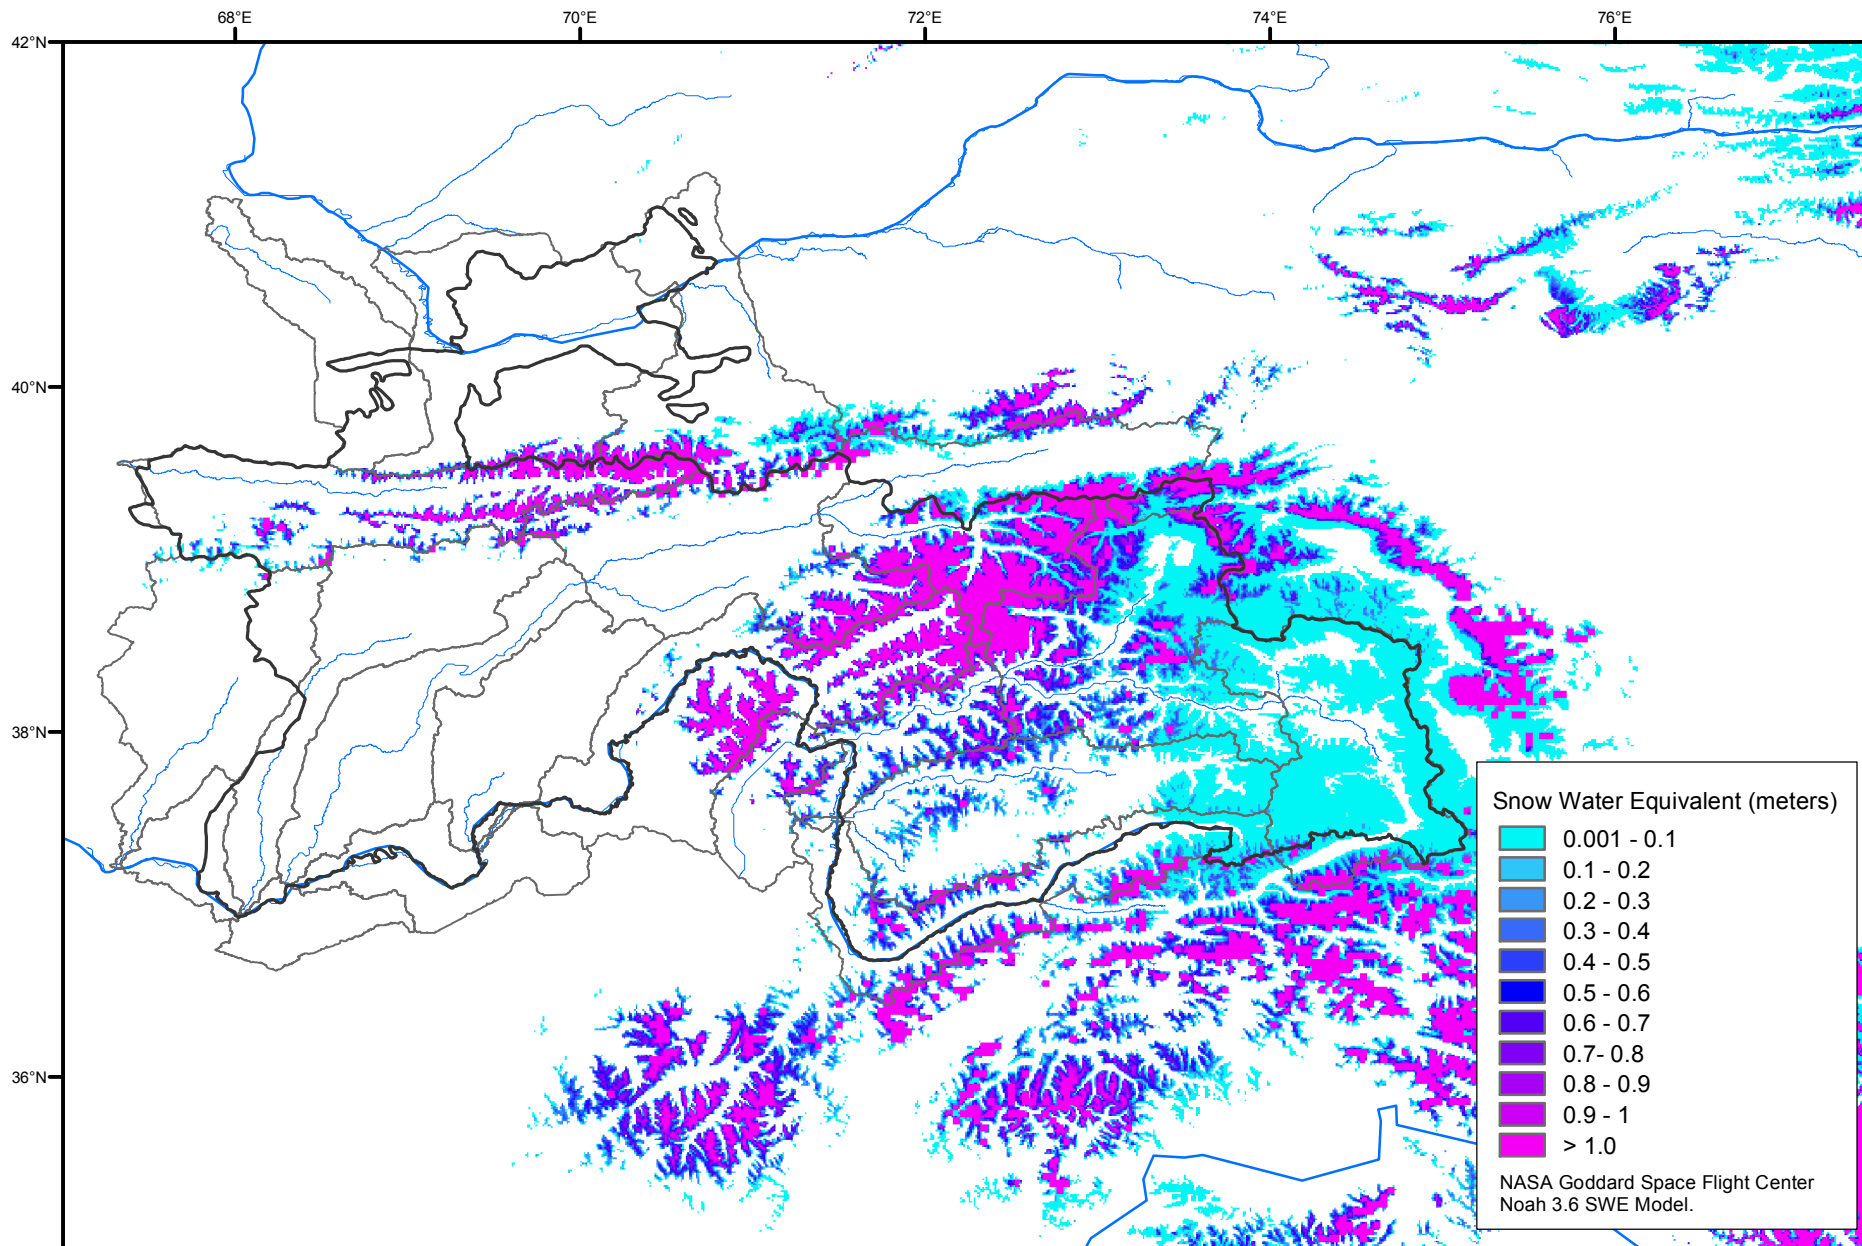 68°E
70°E
72°E
74°E
76°E
42°N
40°N
38°N
36°N
Snow Water Equivalent (meters)
0.001 - 0.1
0.1 - 0.2
0.2 - 0.3
0.3 - 0.4
0.4 - 0.5
0.5 - 0.6
0.6 - 0.7
0.7- 0.8
0.8 - 0.9
0.9 - 1
> 1.0
NASA Goddard Space Flight Center
Noah 3.6 SWE Model.